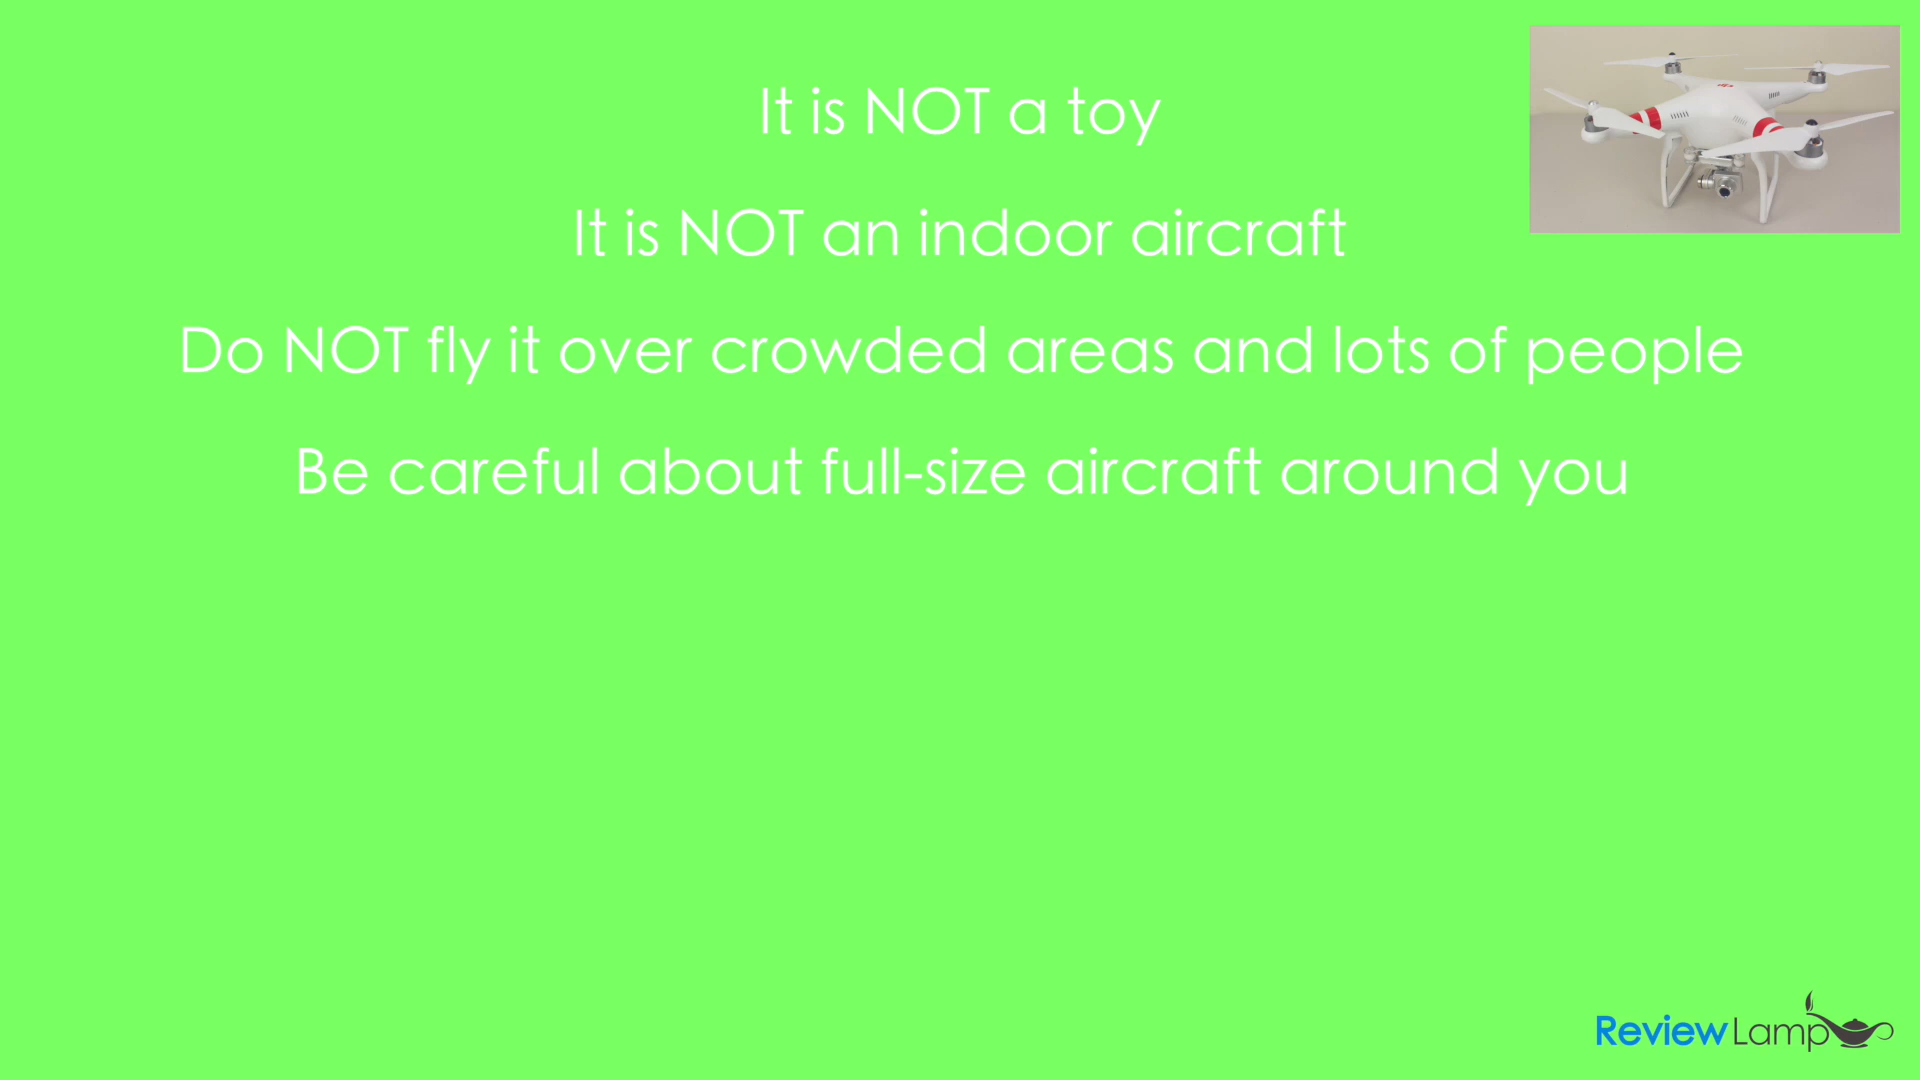 It is NOT a toy
It is NOT an indoor aircraft
Do NOT fly it over crowded areas and lots of people
Be careful about full-size aircraft around you
ReviewLamp